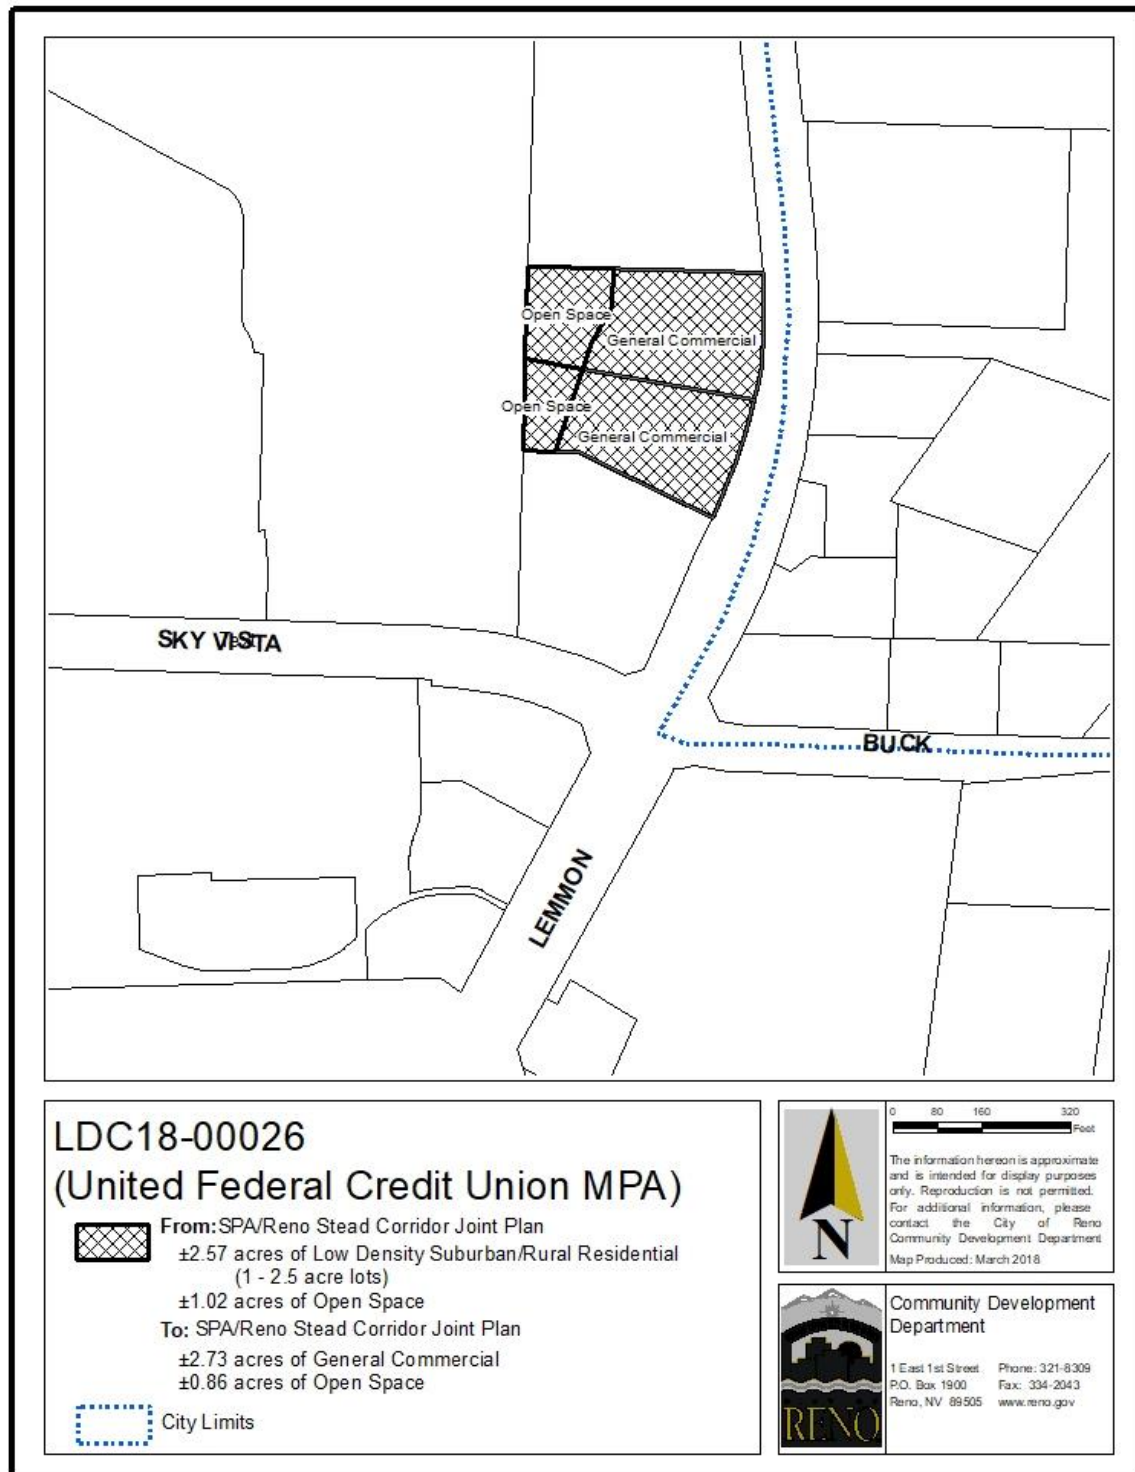 Open Space
General Commercial
Open Space
General Commercial
SKY VISTA
BUCK
LEMMON
LDC18-00026
(United Federal Credit Union MPA)
From:SPA/Reno Stead Corridor Joint Plan
±2.57 acres of Low Density Suburban/Rural Residential
(1 - 2.5 acre lots)
±1.02 acres of Open Space
To: SPA/Reno Stead Corridor Joint Plan
±2.73 acres of General Commercial
±0.86 acres of Open Space
City Limits
N
0 80 160 320
Feet
The information hereon is approximate
and is intended for display purposes
only. Reproduction is not permitted.
For additional information, please
contact the City of Reno
Community Development Department
Map Produced: March 2018
RENO
Community Development
Department
1 East 1st Street Phone: 321-8309
P.O. Box 1900 Fax: 334-2043
Reno, NV 89505 www.reno.gov